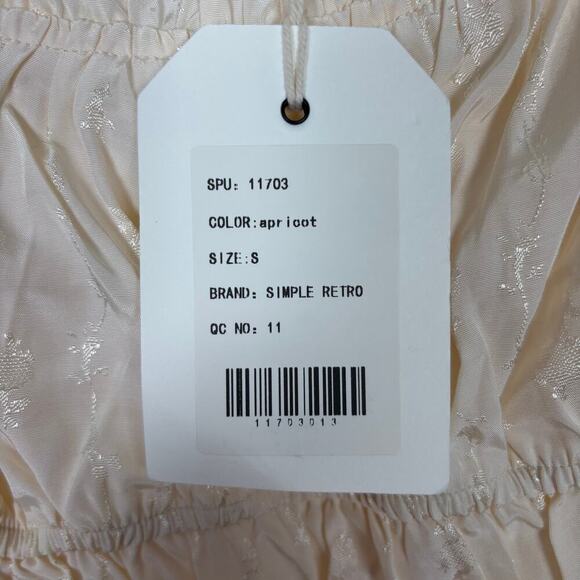 SPU: 11703
COLOR:apricot
SIZE:S
BRAND: SIMPLE RETRO
QC NO: 11
11703013